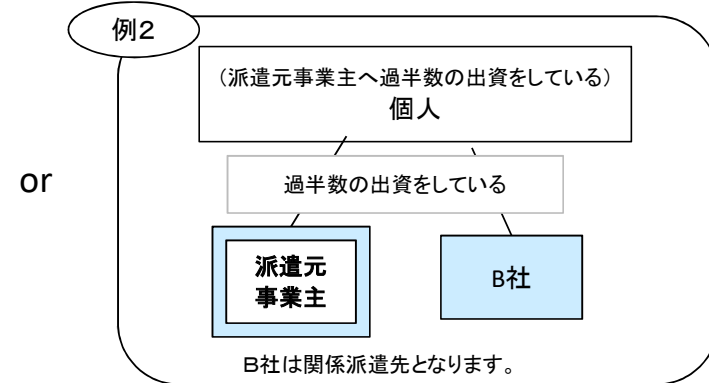 例２
（派遣元事業主へ過半数の出資をしている）
個人
or
過半数の出資をしている
派遣元
事業主
B社
Ｂ社は関係派遣先となります。